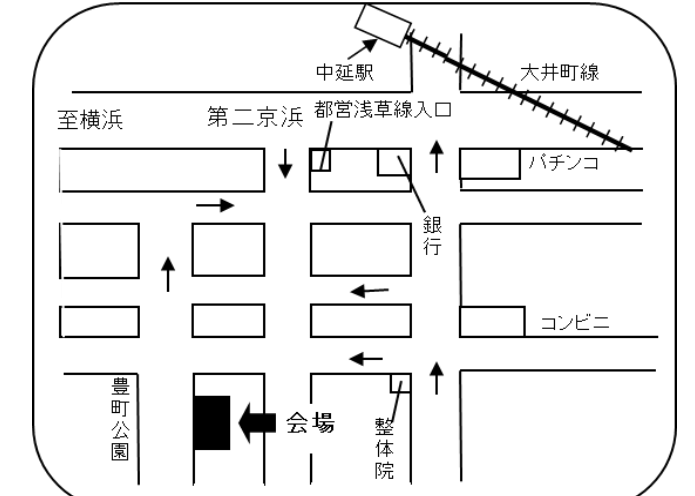 中延駅
大井町線
至横浜
第二京浜
都営浅草線入口
パチンコ
銀行
コンビニ
豊町公園
会場
整体院